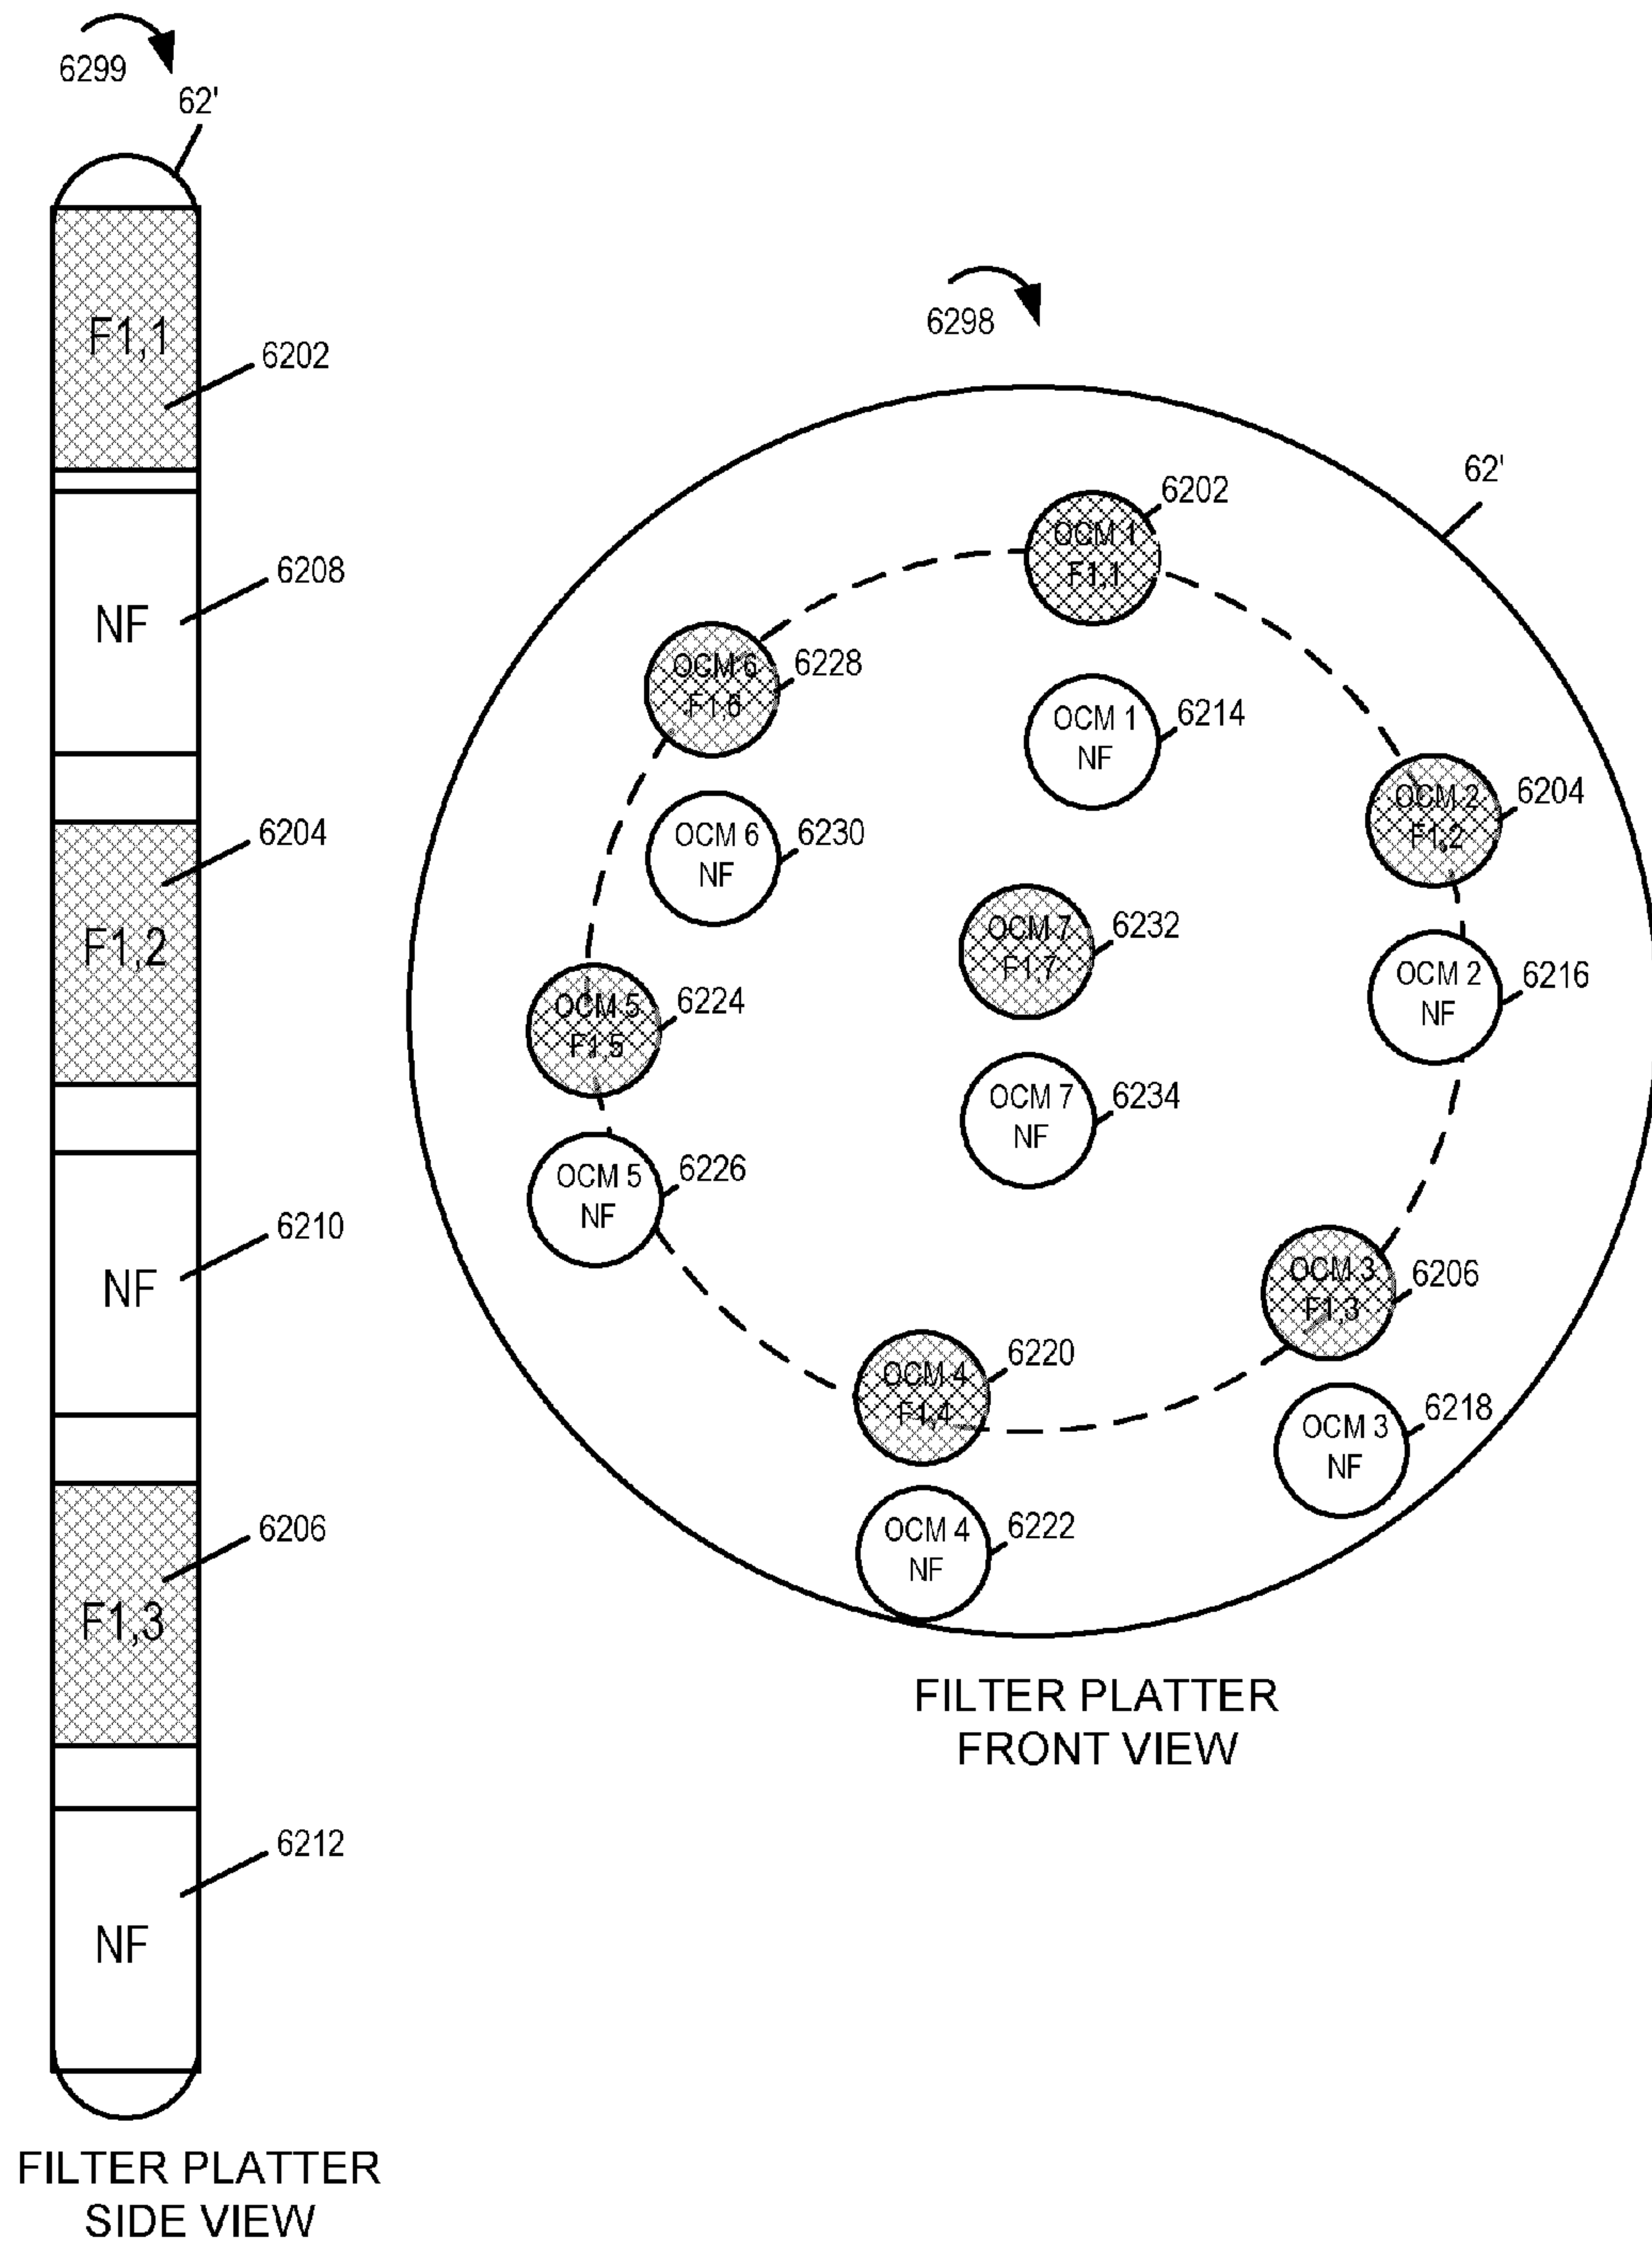 6299
62'
F1,1
6202
6208
NF
6204
F1,2
6210
NF
6206
F1,3
6212
NF
FILTER PLATTER
SIDE VIEW
6298
62'
6202
OCM 1
F1,1
OCM 6
F1,6
6228
OCM 1
NF
6214
OCM 2
F1,2
6204
OCM 6
NF
6230
OCM 7
F1,7
6232
OCM 2
NF
6216
OCM 5
F1,5
6224
OCM 7
NF
6234
OCM 5
NF
6226
OCM 3
F1,3
6206
OCM 4
F1,4
6220
OCM 3
NF
6218
OCM 4
NF
6222
FILTER PLATTER
FRONT VIEW